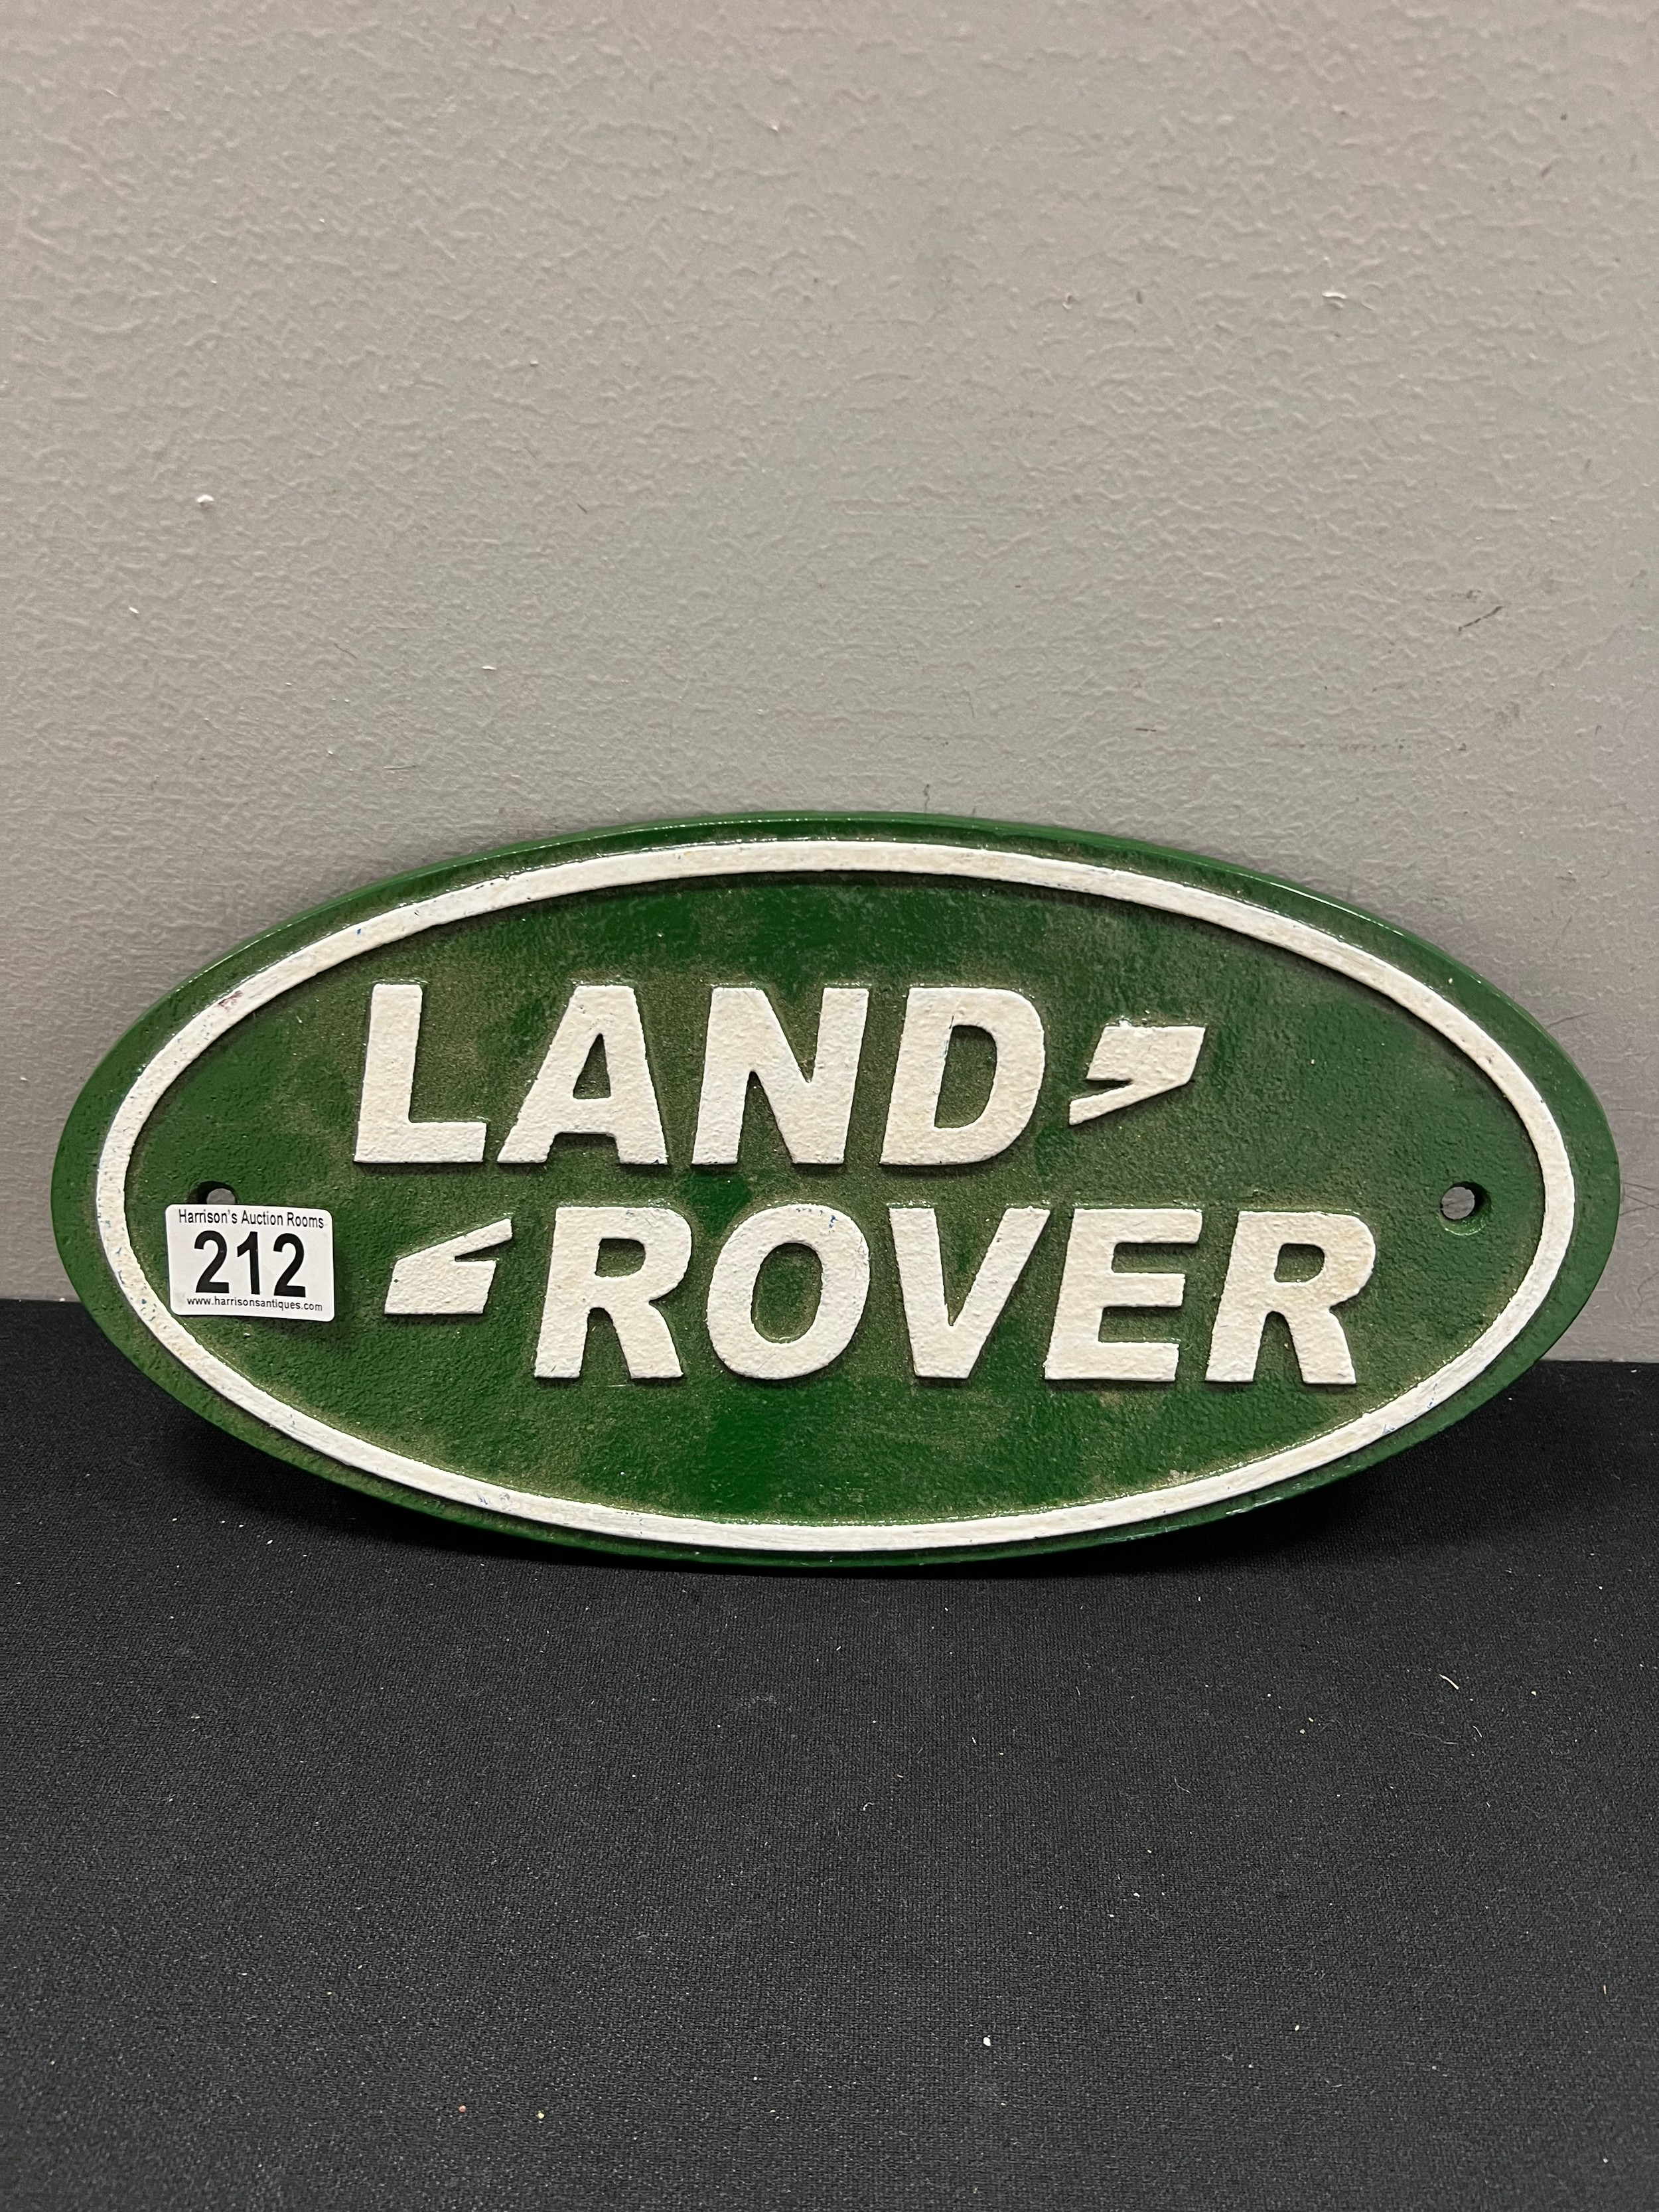 LAND
ROVER
Harrison's Auction Rooms
212
www.harrisonsantiques.com